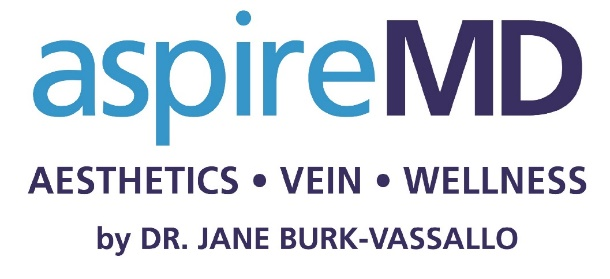 aspireMD
AESTHETICS • VEIN • WELLNESS
by DR. JANE BURK-VASSALLO